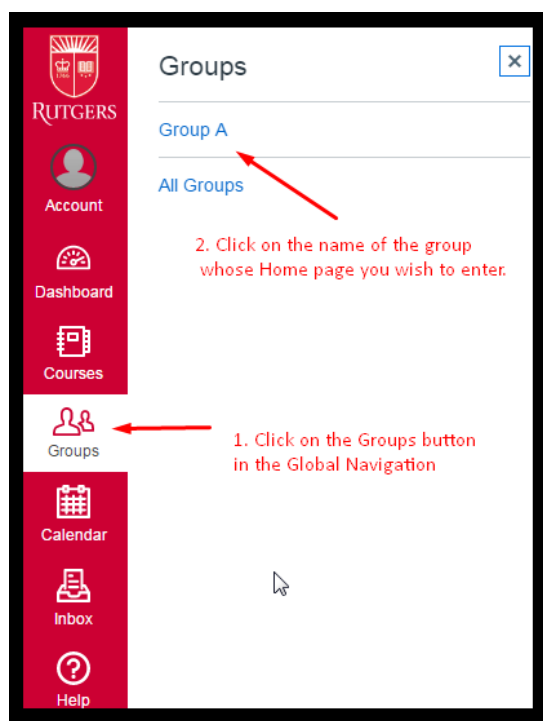 1766
RUTGERS
Account
Dashboard
Courses
Groups
Calendar
Inbox
Help
Groups
Group A
All Groups
2. Click on the name of the group
whose Home page you wish to enter.
1. Click on the Groups button
in the Global Navigation